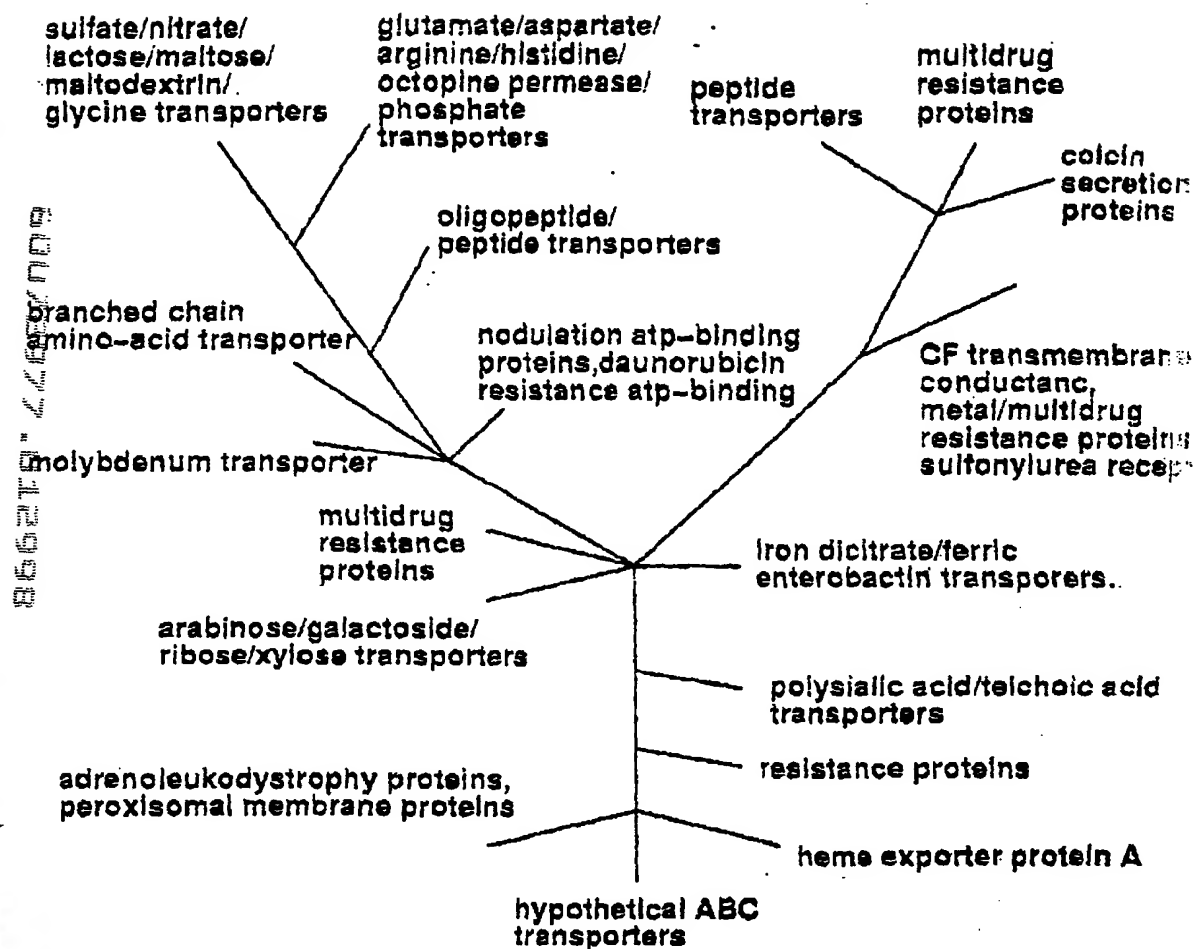 sulfate/nitrate/
lactose/maltose/
maltodextrin/
glycine transporters
glutamate/aspartate/
arginine/histidine/
octopine permease/
phosphate
transporters
peptide
transporters
multidrug
resistance
proteins
colcin
secretion
proteins
oligopeptide/
peptide transporters
branched chain
amino-acid transporter
nodulation atp-binding
proteins,daunorubicin
resistance atp-binding
CF transmembrane
conductanc,
metal/multidrug
resistance proteins
sulfonylurea recep
molybdenum transporter
multidrug
resistance
proteins
iron dicitrate/ferric
enterobactin transporers..
arabinose/galactoside/
ribose/xylose transporters
polysialic acid/teichoic acid
transporters
resistance proteins
adrenoleukodystrophy proteins,
peroxisomal membrane proteins
heme exporter protein A
hypothetical ABC
transporters